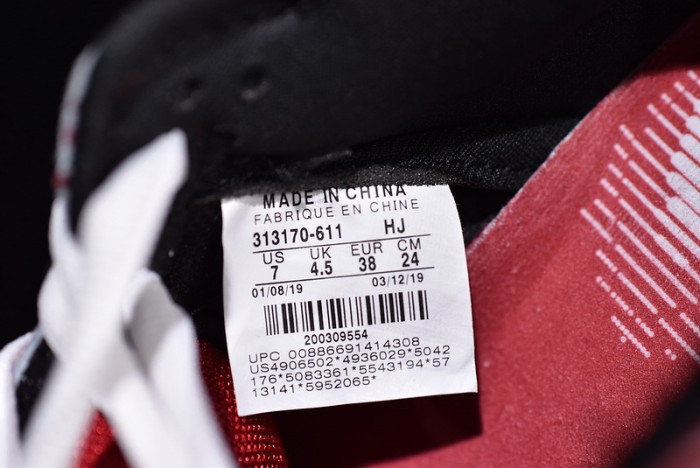 MADE IN CHINA
FABRIQUE EN CHINE
313170-611 HJ
US UK EUR CM
7 4.5 38 24
01/08/19 03/12/19
200309554
UPC 00886691414308
US4906502*4936029*5042
176*5083361*5543194*57
13141*5952065*